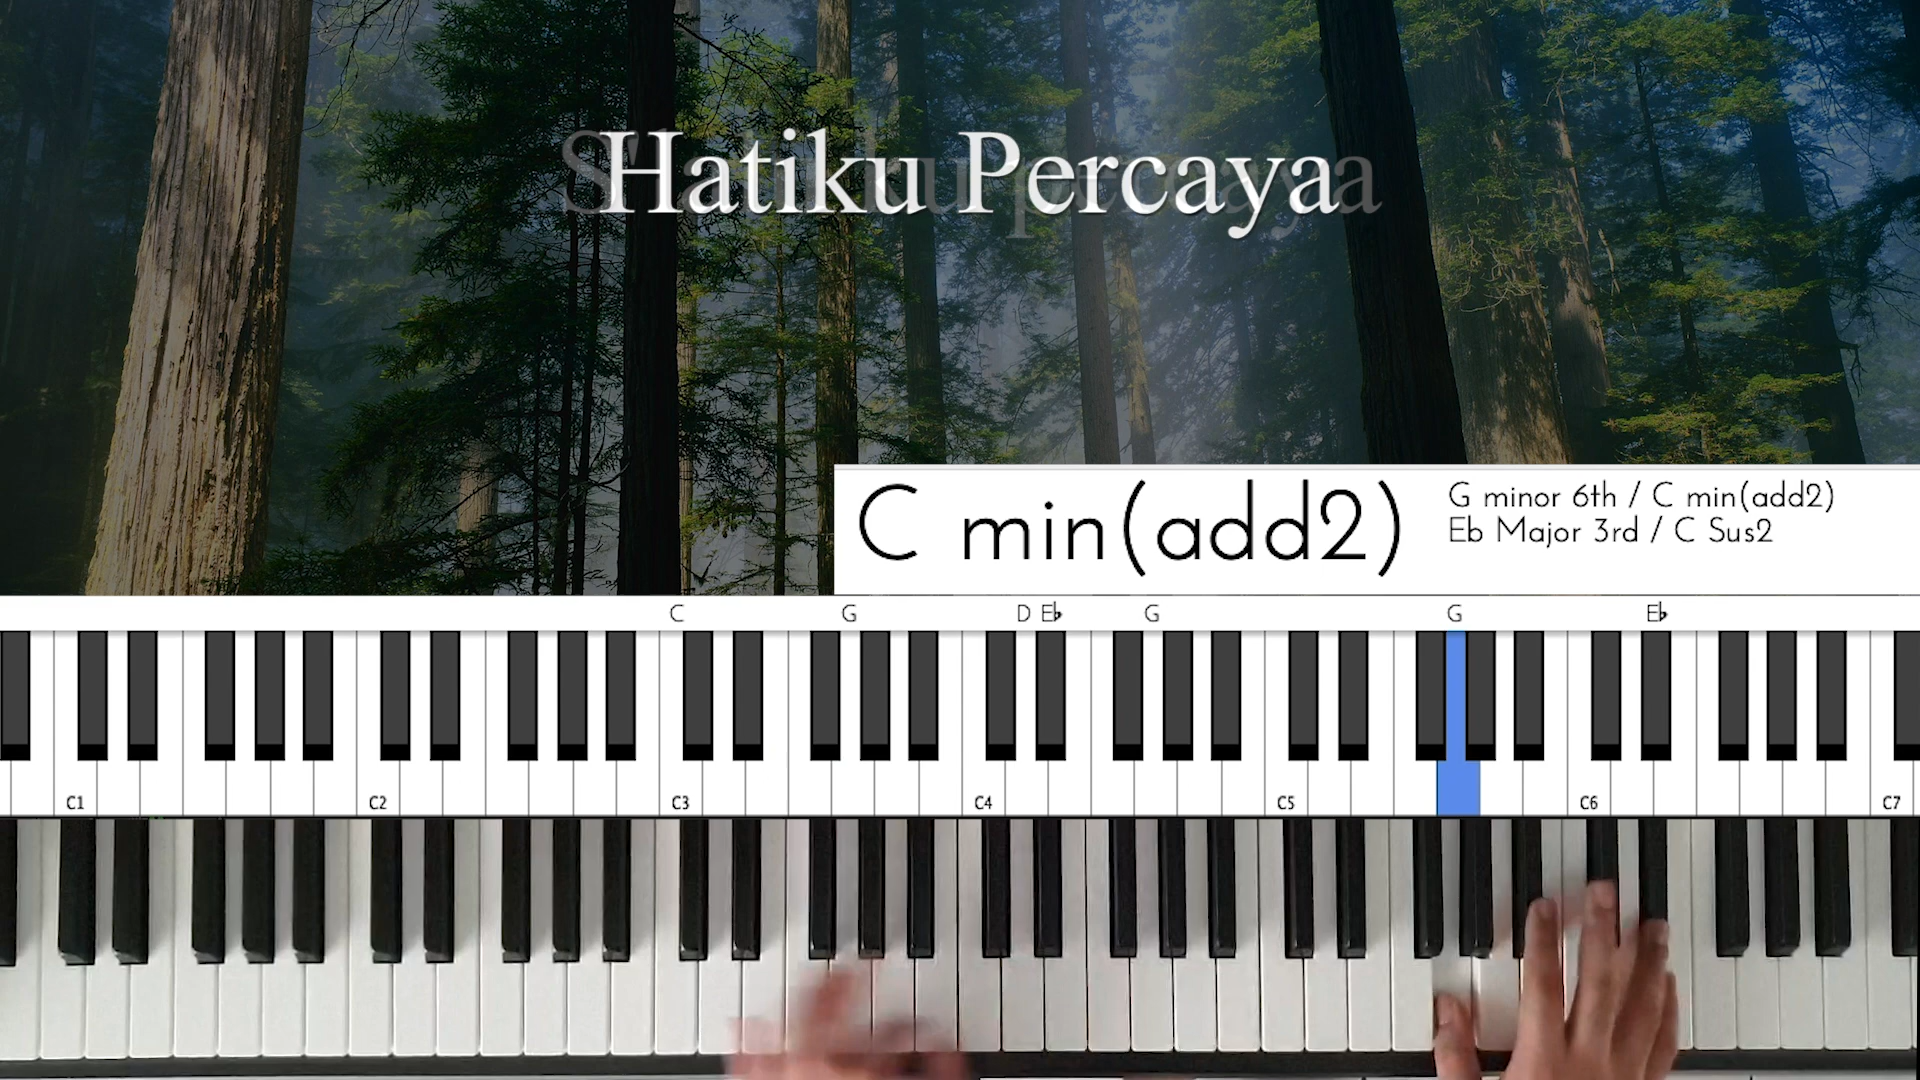 Hatiku Percaya
C min(add2)
G minor 6th / C min(add2)
Eb Major 3rd / C Sus2
C G D E♭ G G E♭
C1 C2 C3 C4 C5 C6 C7